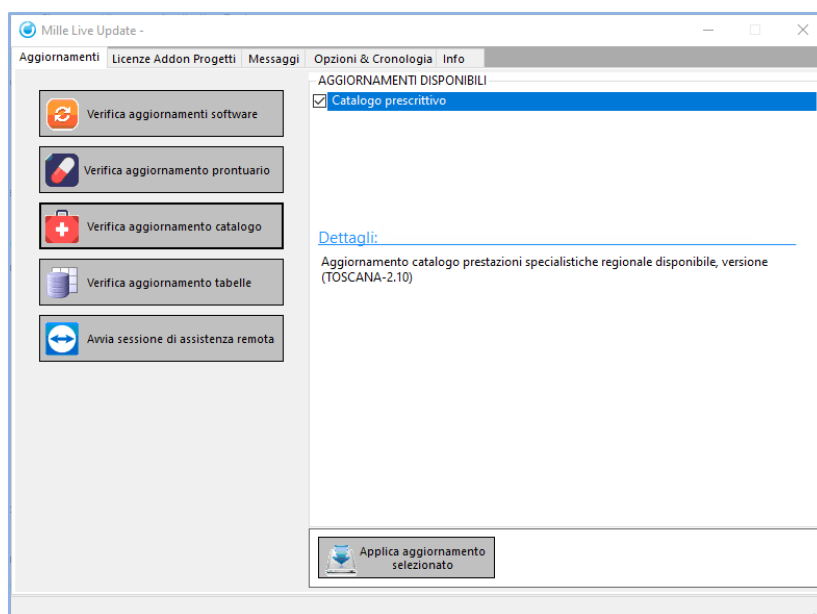 Mille Live Update -
Aggiornamenti Licenze Addon Progetti Messaggi Opzioni & Cronologia Info
Verifica aggiornamenti software
Verifica aggiornamento prontuario
Verifica aggiornamento catalogo
Verifica aggiornamento tabelle
Avvia sessione di assistenza remota
AGGIORNAMENTI DISPONIBILI
Catalogo prescrittivo
Dettagli:
Aggiornamento catalogo prestazioni specialistiche regionale disponibile, versione
(TOSCANA-2.10)
Applica aggiornamento
selezionato